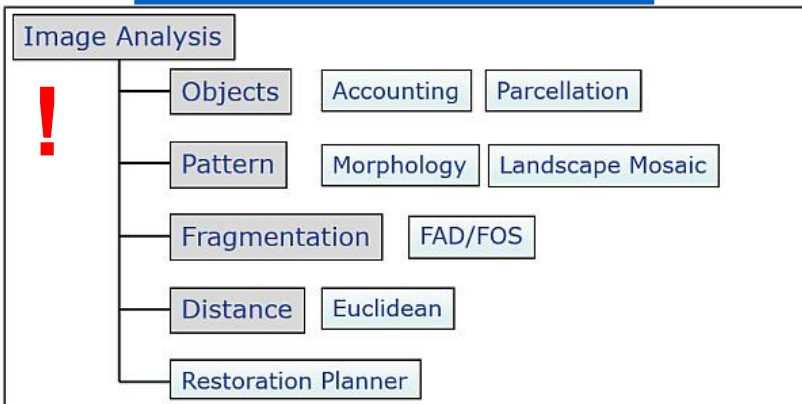 Image Analysis
!
Objects Accounting Parcellation
Pattern Morphology Landscape Mosaic
Fragmentation FAD/FOS
Distance Euclidean
Restoration Planner